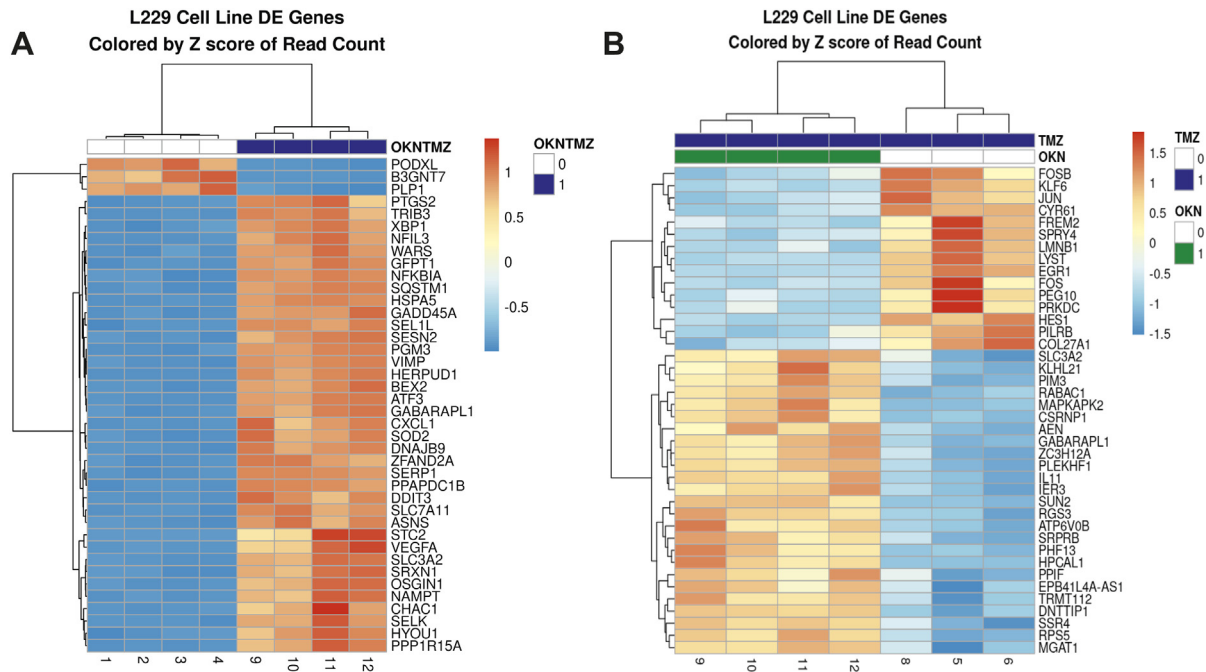 A
L229 Cell Line DE Genes
Colored by Z score of Read Count
OKNTMZ
PODXL
B3GNT7
PLP1
PTGS2
TRIB3
XBP1
NFIL3
WARS
GFPT1
NFKBIA
SQSTM1
HSPA5
GADD45A
SEL1L
SESN2
PGM3
VIMP
HERPUD1
BEX2
ATF3
GABARAPL1
CXCL1
SOD2
DNAJB9
ZFAND2A
SERP1
PPAPDC1B
DDIT3
SLC7A11
ASNS
STC2
VEGFA
SLC3A2
SRXN1
OSGIN1
NAMPT
CHAC1
SELK
HYOU1
PPP1R15A
1 2 3 4 9 10 11 12
1
0.5
0
-0.5
OKNTMZ
0
1
B
L229 Cell Line DE Genes
Colored by Z score of Read Count
TMZ
OKN
FOSB
KLF6
JUN
CYR61
FREM2
SPRY4
LMNB1
LYST
EGR1
FOS
PEG10
PRKDC
HES1
PILRB
COL27A1
SLC3A2
KLHL21
PIM3
RABAC1
MAPKAPK2
CSRNP1
AEN
GABARAPL1
ZC3H12A
PLEKHF1
IL11
IER3
SUN2
RGS3
ATP6V0B
SRPRB
PHF13
HPCAL1
PPIF
EPB41L4A-AS1
TRMT112
DNTTIP1
SSR4
RPS5
MGAT1
9 10 11 12 8 5 6
1.5
1
0.5
0
-0.5
-1
-1.5
TMZ
0
1
OKN
0
1